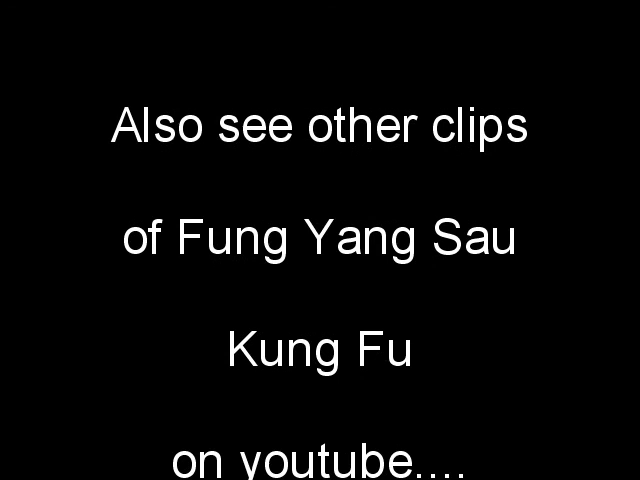 Also see other clips
of Fung Yang Sau
Kung Fu
on youtube....